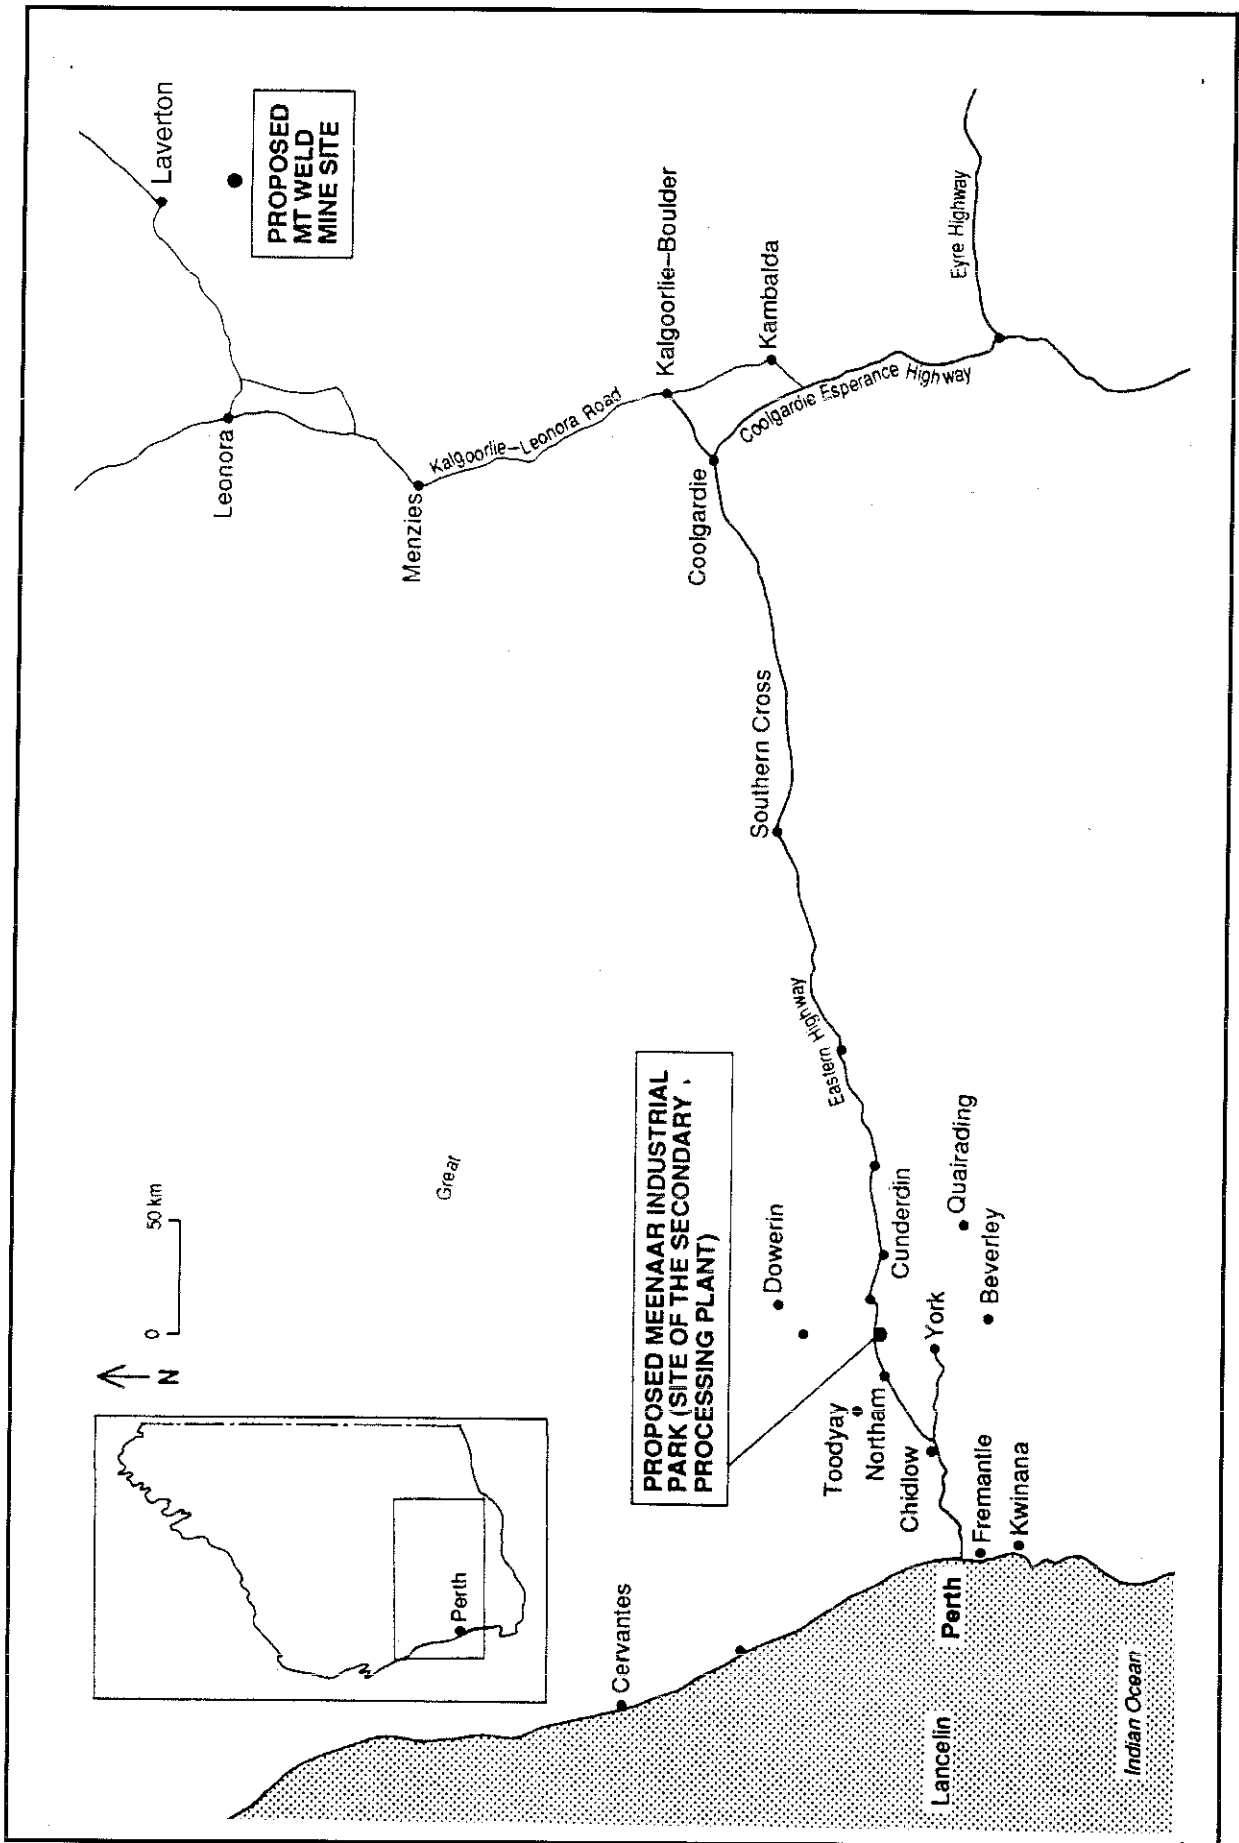 Laverton
PROPOSED
MT WELD
MINE SITE
Leonora
Menzies
Kalgoorlie–Leonora Road
Kalgoorlie–Boulder
Kambalda
Coolgardie
Coolgardie Esperance Highway
Eyre Highway
Southern Cross
Great
Eastern Highway
0 50 km
N
Perth
PROPOSED MEENAAR INDUSTRIAL
PARK (SITE OF THE SECONDARY
PROCESSING PLANT)
Dowerin
Cunderdin
Quairading
York
Beverley
Toodyay
Northam
Chidlow
Fremantle
Kwinana
Cervantes
Perth
Lancelin
Indian Ocean